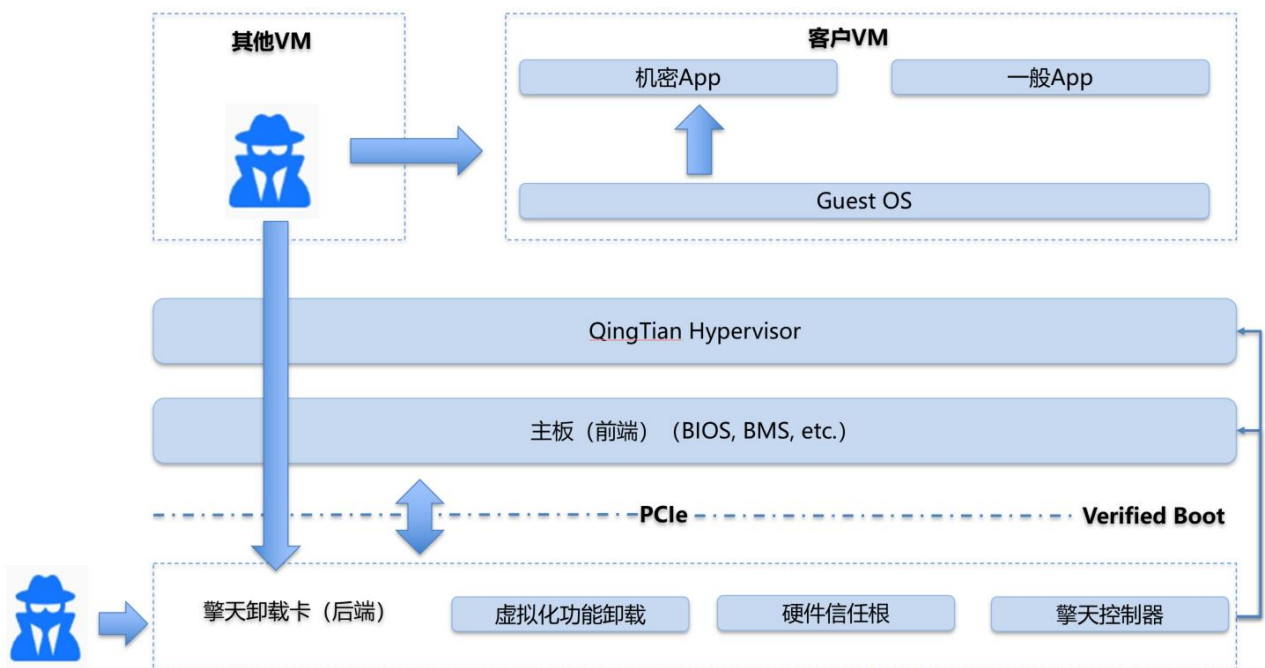 其他VM
客户VM
机密App
一般App
Guest OS
QingTian Hypervisor
主板（前端）（BIOS, BMS, etc.）
PCIe
Verified Boot
擎天卸载卡（后端）
虚拟化功能卸载
硬件信任根
擎天控制器